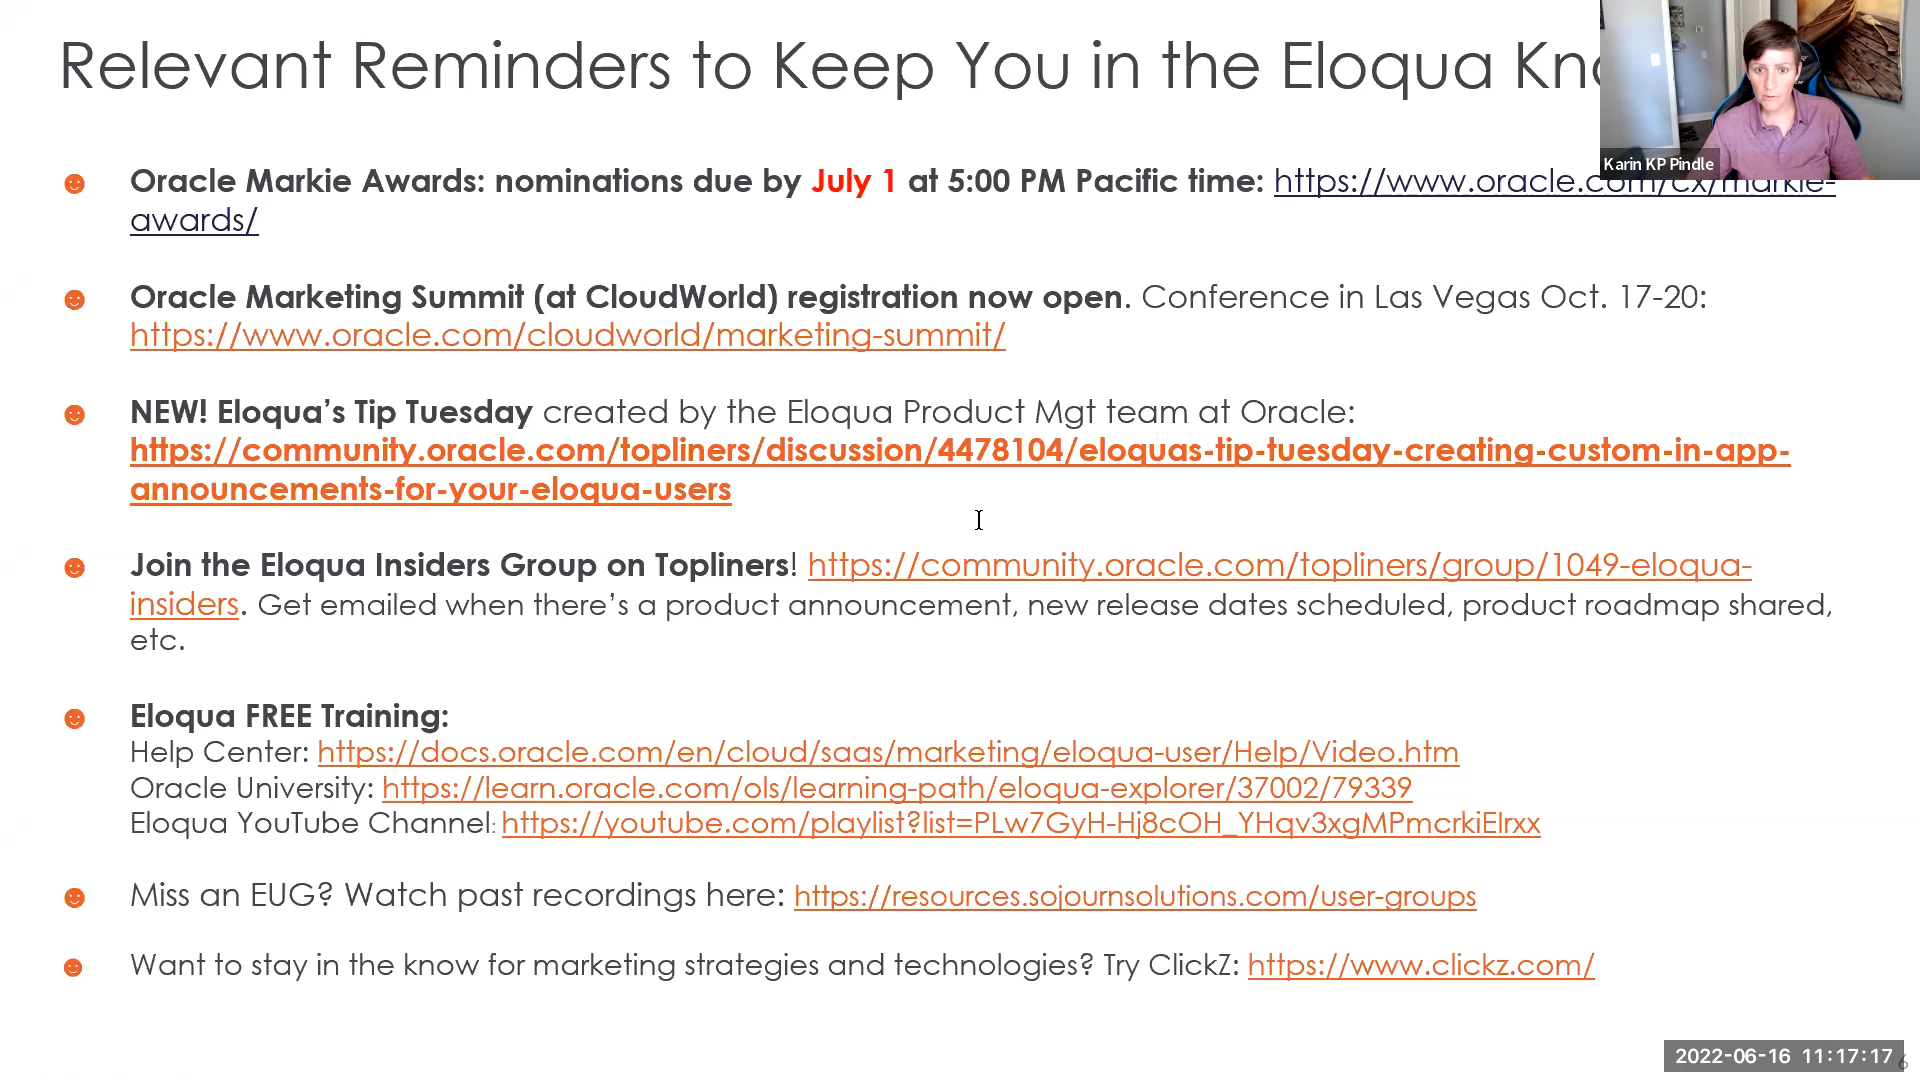 Relevant Reminders to Keep You in the Eloqua
Karin KP Pindle
Oracle Markie Awards: nominations due by July 1 at 5:00 PM Pacific time: https://www.oracle.com/cx/markie-
awards/
Oracle Marketing Summit (at CloudWorld) registration now open. Conference in Las Vegas Oct. 17-20:
https://www.oracle.com/cloudworld/marketing-summit/
NEW! Eloqua’s Tip Tuesday created by the Eloqua Product Mgt team at Oracle:
https://community.oracle.com/topliners/discussion/4478104/eloquas-tip-tuesday-creating-custom-in-app-
announcements-for-your-eloqua-users
Join the Eloqua Insiders Group on Topliners! https://community.oracle.com/topliners/group/1049-eloqua-
insiders. Get emailed when there’s a product announcement, new release dates scheduled, product roadmap shared,
etc.
Eloqua FREE Training:
Help Center: https://docs.oracle.com/en/cloud/saas/marketing/eloqua-user/Help/Video.htm
Oracle University: https://learn.oracle.com/ols/learning-path/eloqua-explorer/37002/79339
Eloqua YouTube Channel: https://youtube.com/playlist?list=PLw7GyH-Hj8cOH_YHqv3xgMPmcrkiEIrxx
Miss an EUG? Watch past recordings here: https://resources.sojournsolutions.com/user-groups
Want to stay in the know for marketing strategies and technologies? Try ClickZ: https://www.clickz.com/
2022-06-16 11:17:17
6